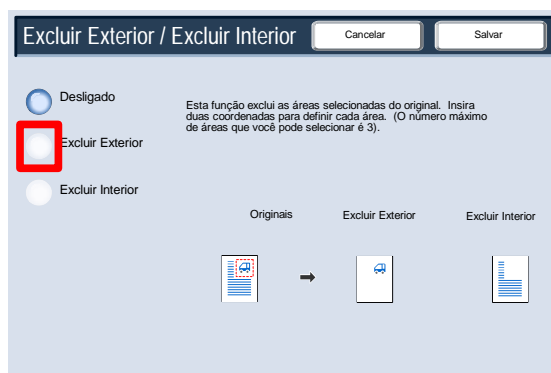 Excluir Exterior / Excluir Interior
Cancelar
Salvar
Desligado
Esta função exclui as áreas selecionadas do original. Insira
duas coordenadas para definir cada área. (O número máximo
de áreas que você pode selecionar é 3).
Excluir Exterior
Excluir Interior
Originais
Excluir Exterior
Excluir Interior